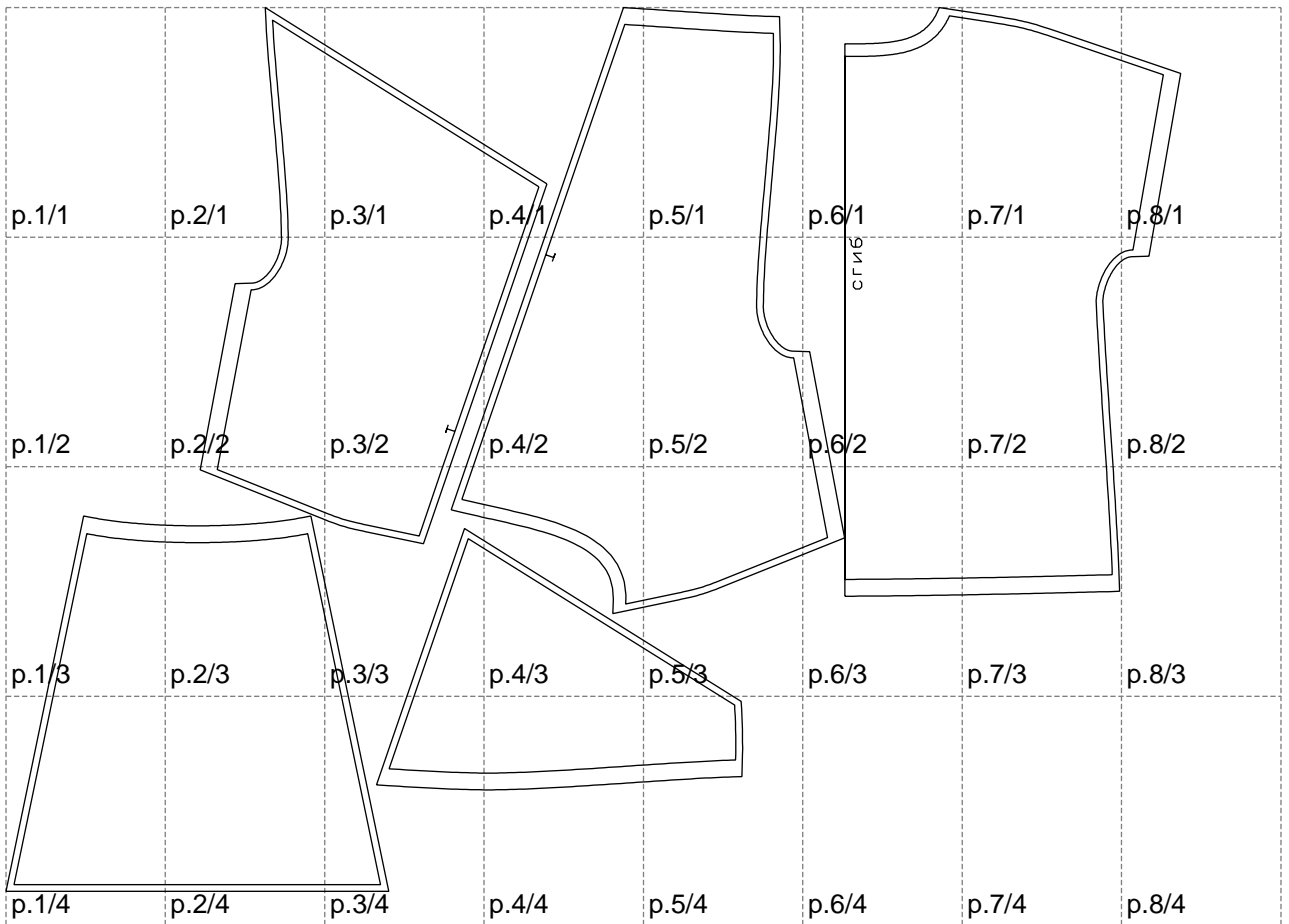 p.1/1 p.2/1 p.3/1 p.4/1 p.5/1 p.6/1 p.7/1 p.8/1
сгиб
p.1/2 p.2/2 p.3/2 p.4/2 p.5/2 p.6/2 p.7/2 p.8/2
p.1/3 p.2/3 p.3/3 p.4/3 p.5/3 p.6/3 p.7/3 p.8/3
p.1/4 p.2/4 p.3/4 p.4/4 p.5/4 p.6/4 p.7/4 p.8/4